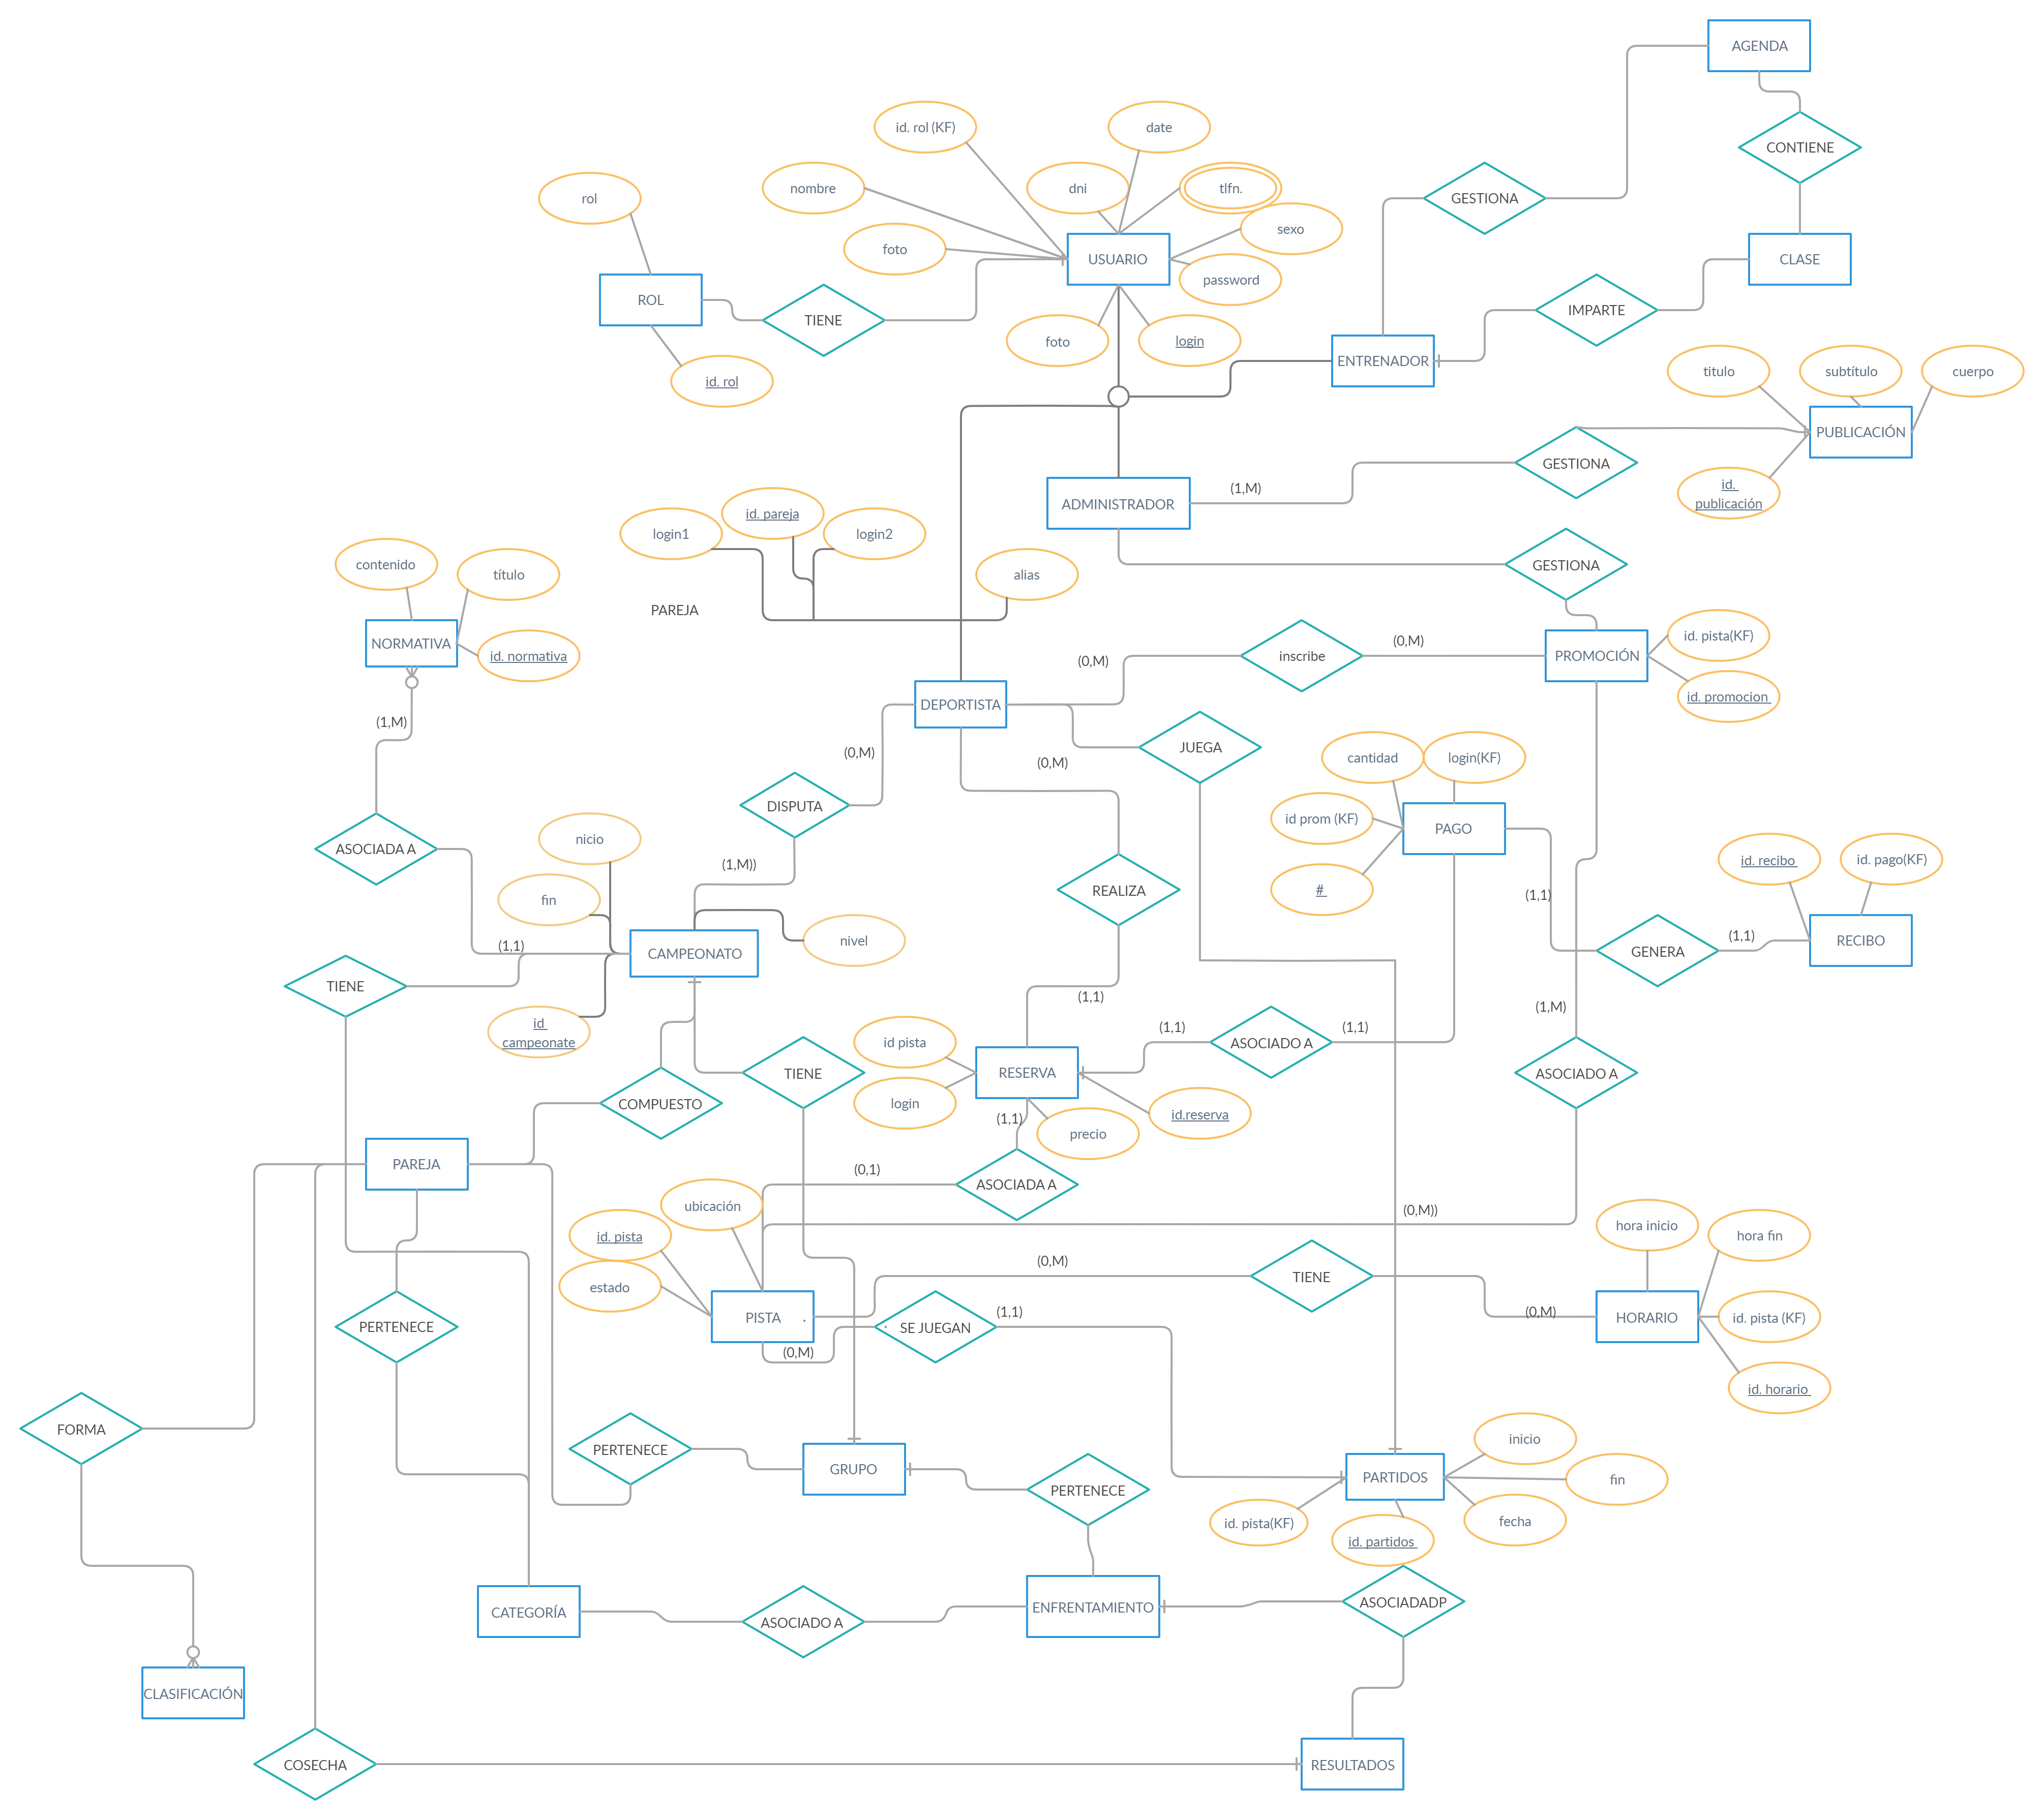 AGENDA
id. rol (KF)
date
CONTIENE
nombre
dni
tlfn.
rol
GESTIONA
sexo
foto
USUARIO
CLASE
password
ROL
TIENE
IMPARTE
foto
login
ENTRENADOR
id. rol
titulo
subtítulo
cuerpo
PUBLICACIÓN
GESTIONA
(1,M)
id.
publicación
ADMINISTRADOR
id. pareja
login1
login2
contenido
título
alias
GESTIONA
PAREJA
NORMATIVA
id. normativa
id. pista(KF)
(0,M)
inscribe
(0,M)
PROMOCIÓN
id. promocion
DEPORTISTA
(1,M)
(0,M)
JUEGA
(0,M)
cantidad
login(KF)
DISPUTA
id prom (KF)
PAGO
nicio
ASOCIADA A
(1,M))
id. recibo
id. pago(KF)
REALIZA
#
(1,1)
fin
nivel
(1,1)
CAMPEONATO
GENERA
(1,1)
RECIBO
TIENE
(1,1)
(1,M)
id
campeonate
id pista
(1,1)
(1,1)
ASOCIADO A
TIENE
RESERVA
ASOCIADO A
COMPUESTO
login
(1,1)
id.reserva
precio
PAREJA
(0,1)
ASOCIADA A
ubicación
(0,M))
id. pista
hora inicio
hora fin
(0,M)
TIENE
estado
PISTA
.
. SE JUEGAN
(1,1)
(0,M)
HORARIO
id. pista (KF)
PERTENECE
(0,M)
id. horario
FORMA
PERTENECE
inicio
GRUPO
PARTIDOS
fin
PERTENECE
id. pista(KF)
fecha
id. partidos
CATEGORÍA
ASOCIADO A
ENFRENTAMIENTO
ASOCIADADP
CLASIFICACIÓN
COSECHA
RESULTADOS